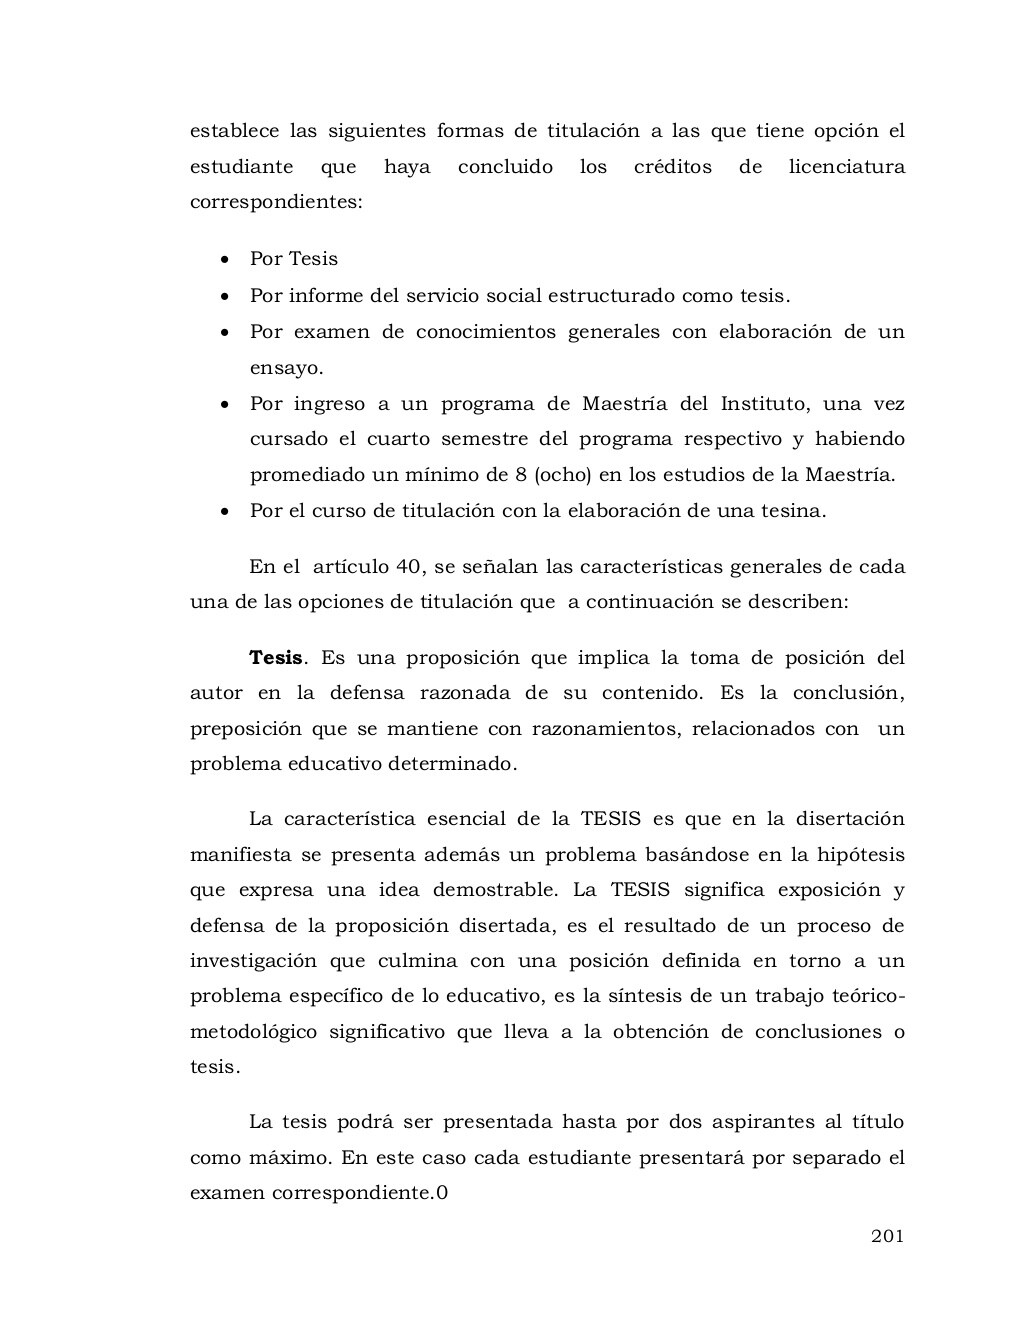 establece las siguientes formas de titulación a las que tiene opción el
estudiante que haya concluido los créditos de licenciatura
correspondientes:
• Por Tesis
• Por informe del servicio social estructurado como tesis.
• Por examen de conocimientos generales con elaboración de un
ensayo.
• Por ingreso a un programa de Maestría del Instituto, una vez
cursado el cuarto semestre del programa respectivo y habiendo
promediado un mínimo de 8 (ocho) en los estudios de la Maestría.
• Por el curso de titulación con la elaboración de una tesina.
En el artículo 40, se señalan las características generales de cada
una de las opciones de titulación que a continuación se describen:
Tesis. Es una proposición que implica la toma de posición del
autor en la defensa razonada de su contenido. Es la conclusión,
preposición que se mantiene con razonamientos, relacionados con un
problema educativo determinado.
La característica esencial de la TESIS es que en la disertación
manifiesta se presenta además un problema basándose en la hipótesis
que expresa una idea demostrable. La TESIS significa exposición y
defensa de la proposición disertada, es el resultado de un proceso de
investigación que culmina con una posición definida en torno a un
problema específico de lo educativo, es la síntesis de un trabajo teórico-
metodológico significativo que lleva a la obtención de conclusiones o
tesis.
La tesis podrá ser presentada hasta por dos aspirantes al título
como máximo. En este caso cada estudiante presentará por separado el
examen correspondiente.0
201